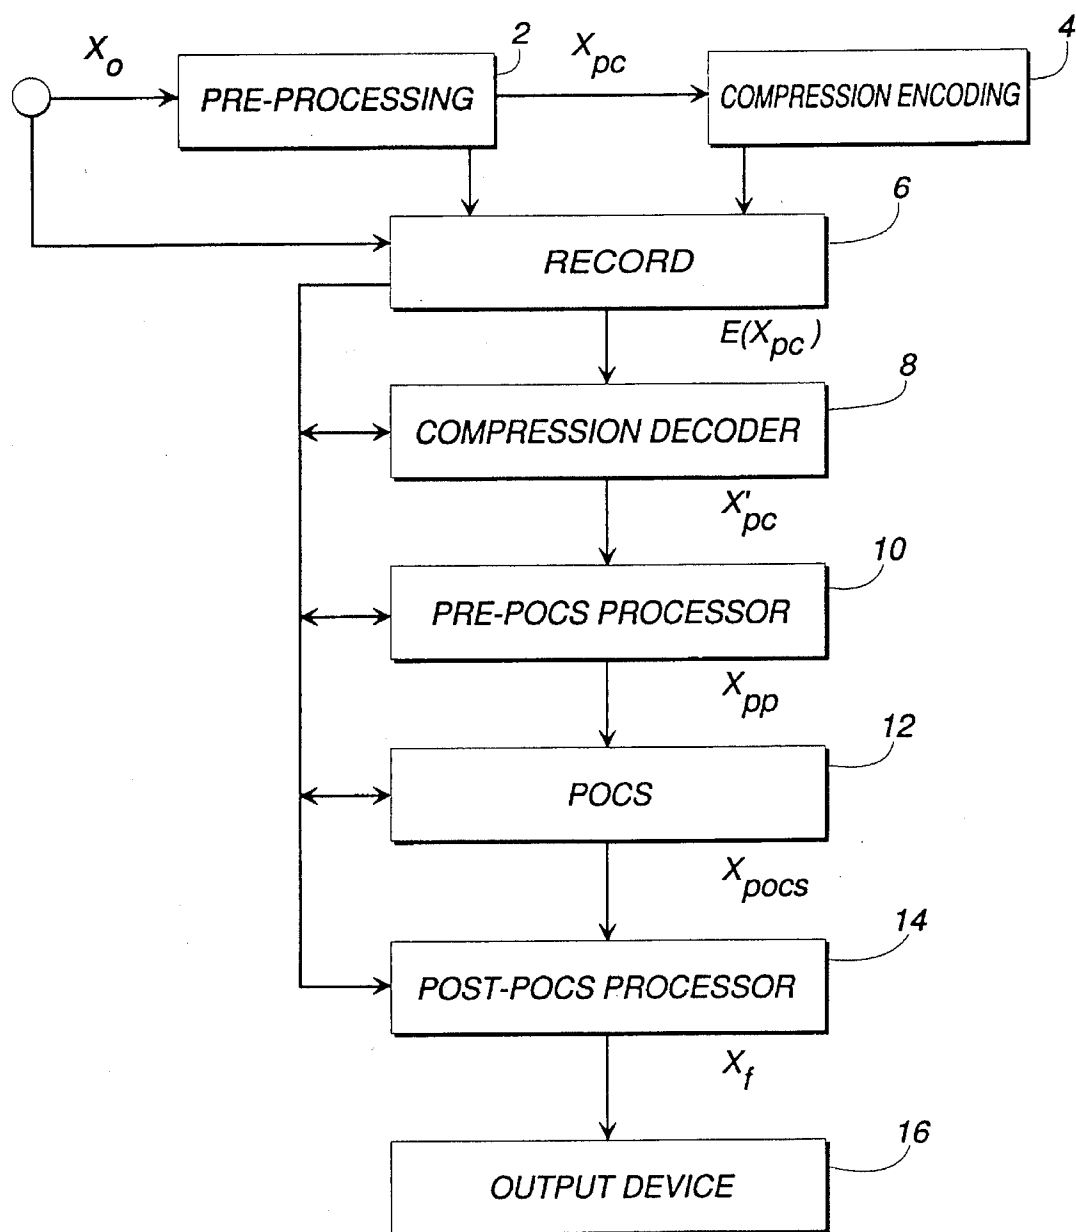 2
4
X_o
X_pc
PRE-PROCESSING
COMPRESSION ENCODING
6
RECORD
E(X_pc)
8
COMPRESSION DECODER
X'_pc
10
PRE-POCS PROCESSOR
X_pp
12
POCS
X_pocs
14
POST-POCS PROCESSOR
X_f
16
OUTPUT DEVICE